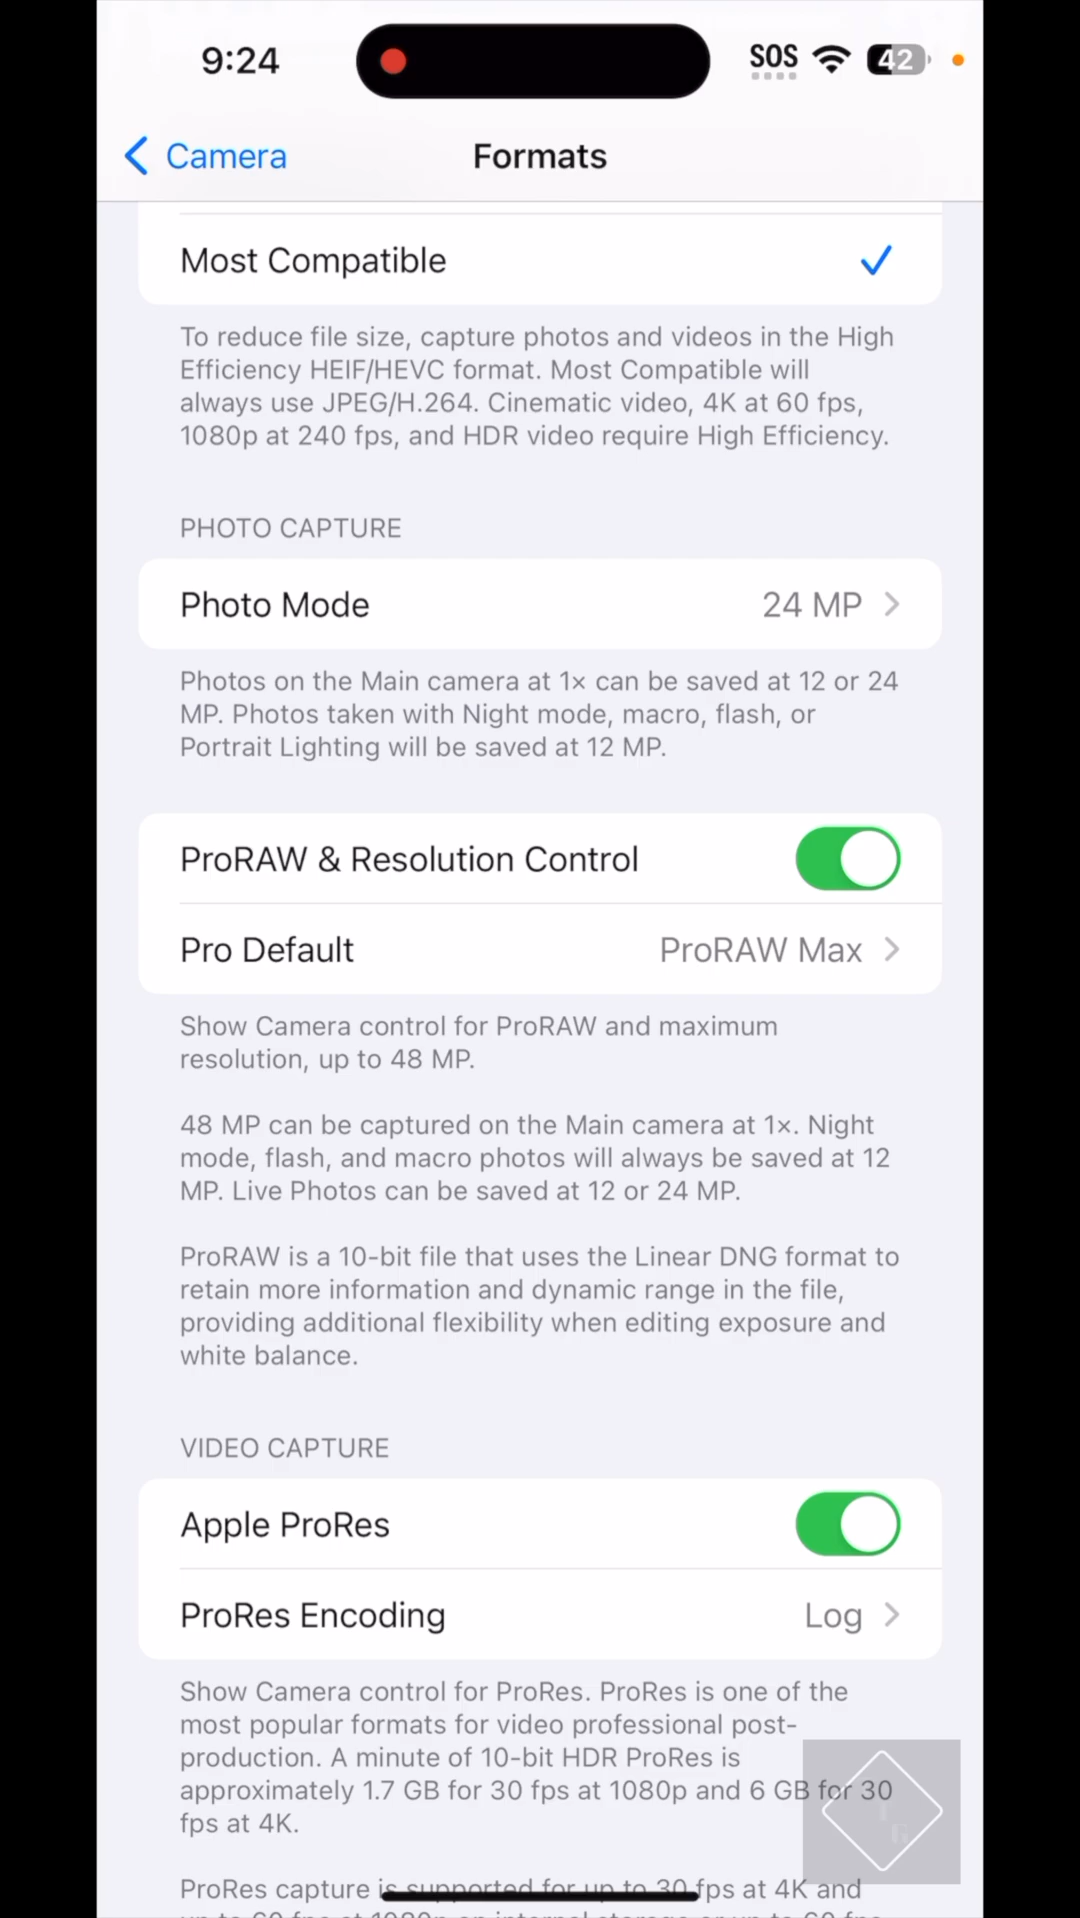 9:24
SOS
42
Camera
Formats
Most Compatible
To reduce file size, capture photos and videos in the High
Efficiency HEIF/HEVC format. Most Compatible will
always use JPEG/H.264. Cinematic video, 4K at 60 fps,
1080p at 240 fps, and HDR video require High Efficiency.
PHOTO CAPTURE
Photo Mode 24 MP
Photos on the Main camera at 1× can be saved at 12 or 24
MP. Photos taken with Night mode, macro, flash, or
Portrait Lighting will be saved at 12 MP.
ProRAW & Resolution Control
Pro Default ProRAW Max
Show Camera control for ProRAW and maximum
resolution, up to 48 MP.
48 MP can be captured on the Main camera at 1×. Night
mode, flash, and macro photos will always be saved at 12
MP. Live Photos can be saved at 12 or 24 MP.
ProRAW is a 10-bit file that uses the Linear DNG format to
retain more information and dynamic range in the file,
providing additional flexibility when editing exposure and
white balance.
VIDEO CAPTURE
Apple ProRes
ProRes Encoding Log
Show Camera control for ProRes. ProRes is one of the
most popular formats for video professional post-
production. A minute of 10-bit HDR ProRes is
approximately 1.7 GB for 30 fps at 1080p and 6 GB for 30
fps at 4K.
ProRes capture is supported for up to 30 fps at 4K and